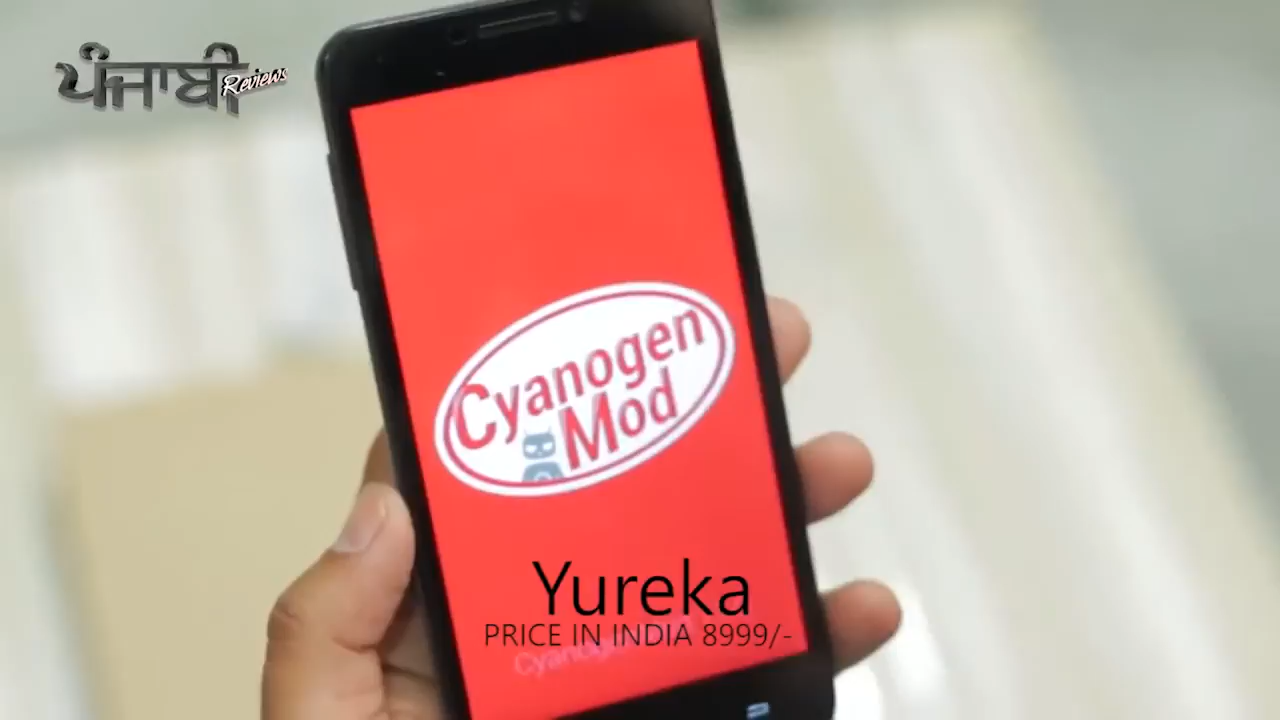 ਪੰਜਾਬੀ Reviews
Cyanogen
Mod
Yureka
PRICE IN INDIA 8999/-